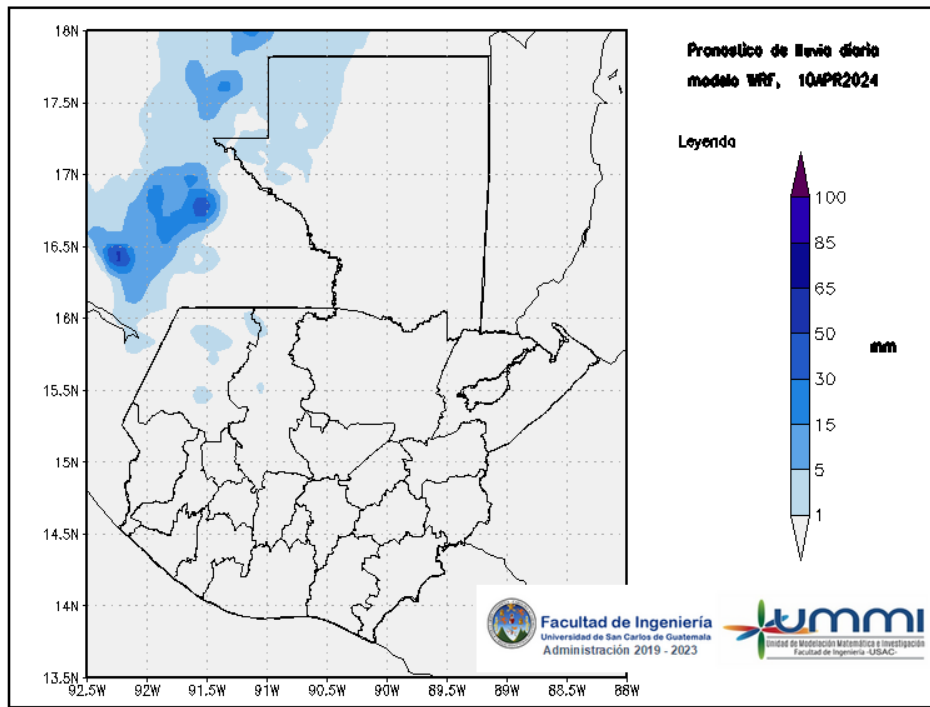 Pronostico de lluvia diaria
modelo WRF, 10APR2024
Leyenda
100
85
65
50
30
15
5
1
mm
18N
17.5N
17N
16.5N
16N
15.5N
15N
14.5N
14N
13.5N
92.5W
92W
91.5W
91W
90.5W
90W
89.5W
89W
88.5W
88W
Facultad de Ingeniería
Universidad de San Carlos de Guatemala
Administración 2019 - 2023
ummi
Unidad de Modelación Matemática e Investigación
Facultad de Ingeniería -USAC-